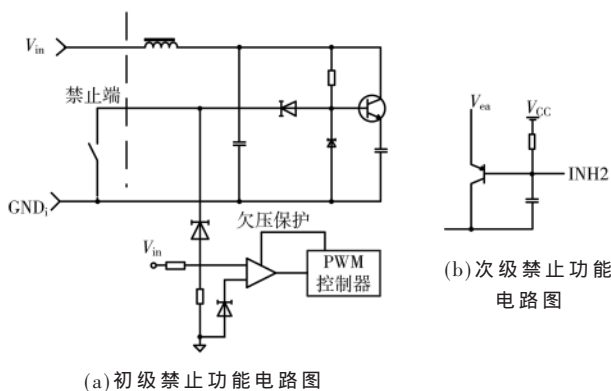 V_in
禁止端
GND_i
欠压保护
V_in
PWM
控制器
V_ea
V_CC
INH2
(b)次级禁止功能
电路图
(a)初级禁止功能电路图